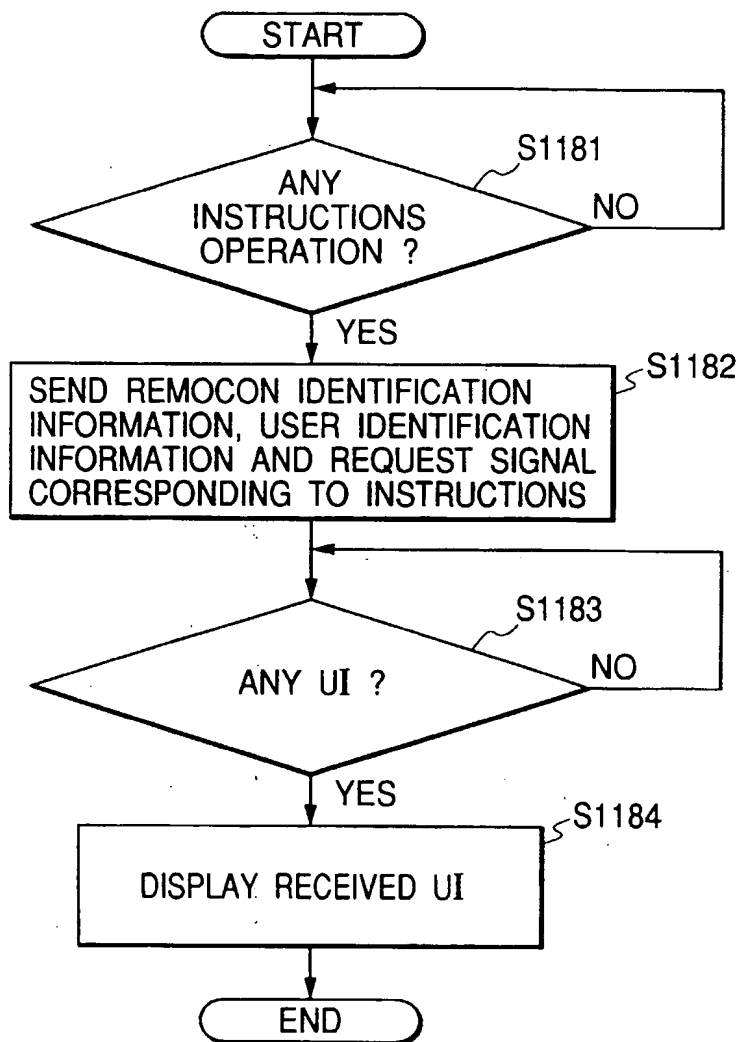 START
S1181
ANY
INSTRUCTIONS
OPERATION ?
NO
YES
S1182
SEND REMOCON IDENTIFICATION
INFORMATION, USER IDENTIFICATION
INFORMATION AND REQUEST SIGNAL
CORRESPONDING TO INSTRUCTIONS
S1183
ANY UI ?
NO
YES
S1184
DISPLAY RECEIVED UI
END